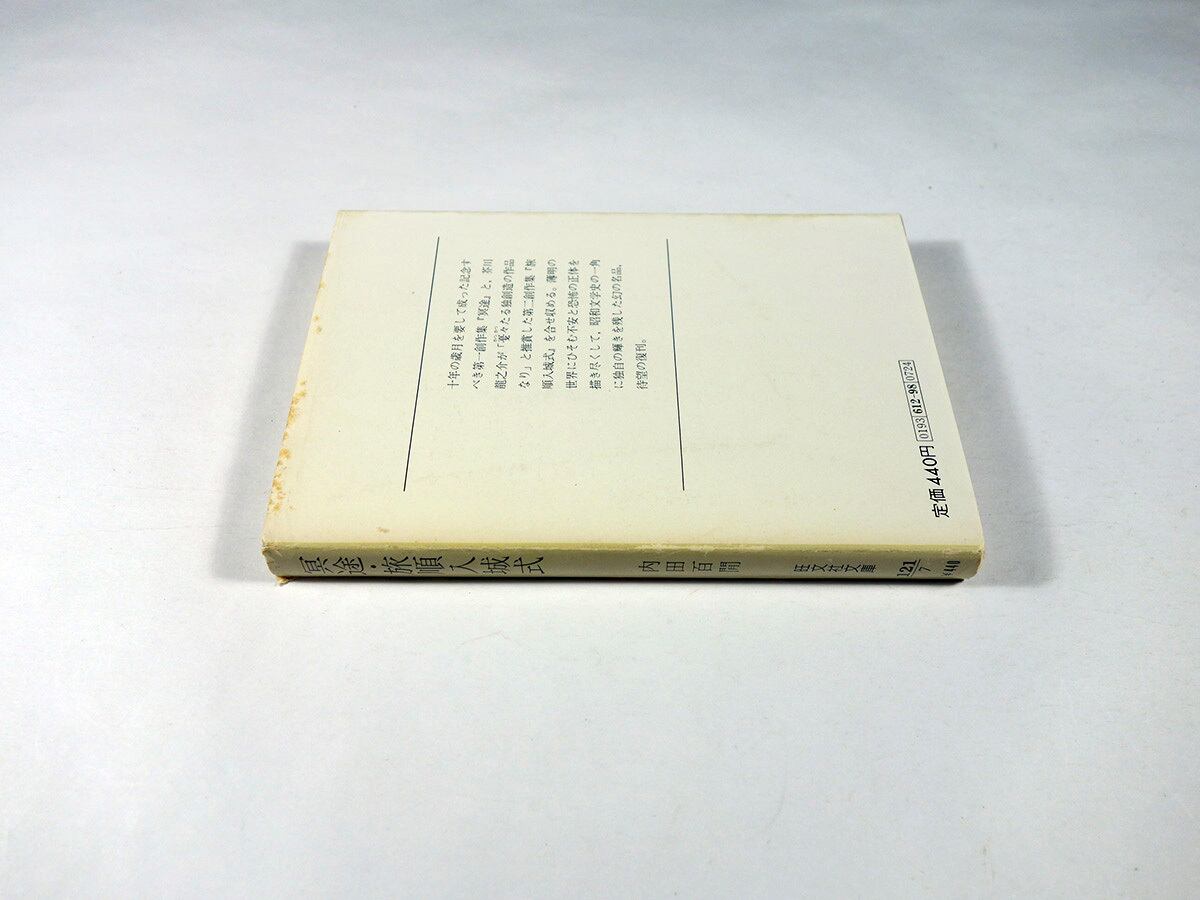 十年の歳月を要して成った記念す
べき第一創作集『冥途』と、芥川
龍之介が「戞々たる独創造の作品
なり」と推賞した第二創作集『旅
順入城式』を合せ収める。薄明の
世界にひそむ不安と恐怖の正体を
描き尽くして、昭和文学史の一角
に独自の輝きを残した幻の名品、
待望の復刊。
定価 440円 0193 612-98 0724
冥途・旅順入城式
内田百閒
旺文社文庫
121
7
¥440